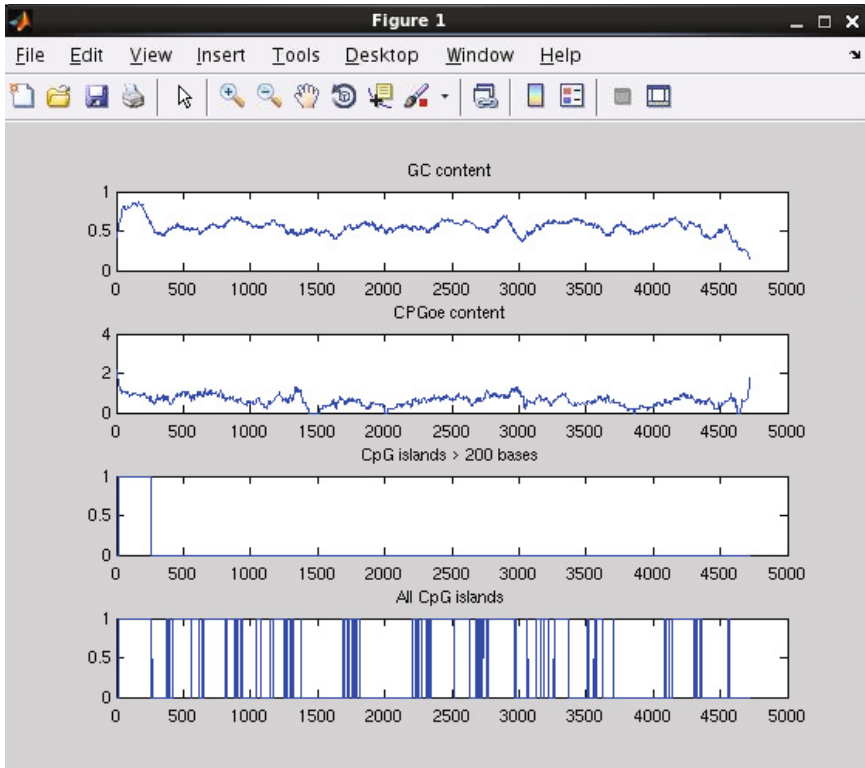 Figure 1
File Edit View Insert Tools Desktop Window Help
GC content
1
0.5
0
0 500 1000 1500 2000 2500 3000 3500 4000 4500 5000
CPGoe content
4
2
0
0 500 1000 1500 2000 2500 3000 3500 4000 4500 5000
CpG islands > 200 bases
1
0.5
0
0 500 1000 1500 2000 2500 3000 3500 4000 4500 5000
All CpG islands
1
0.5
0
0 500 1000 1500 2000 2500 3000 3500 4000 4500 5000